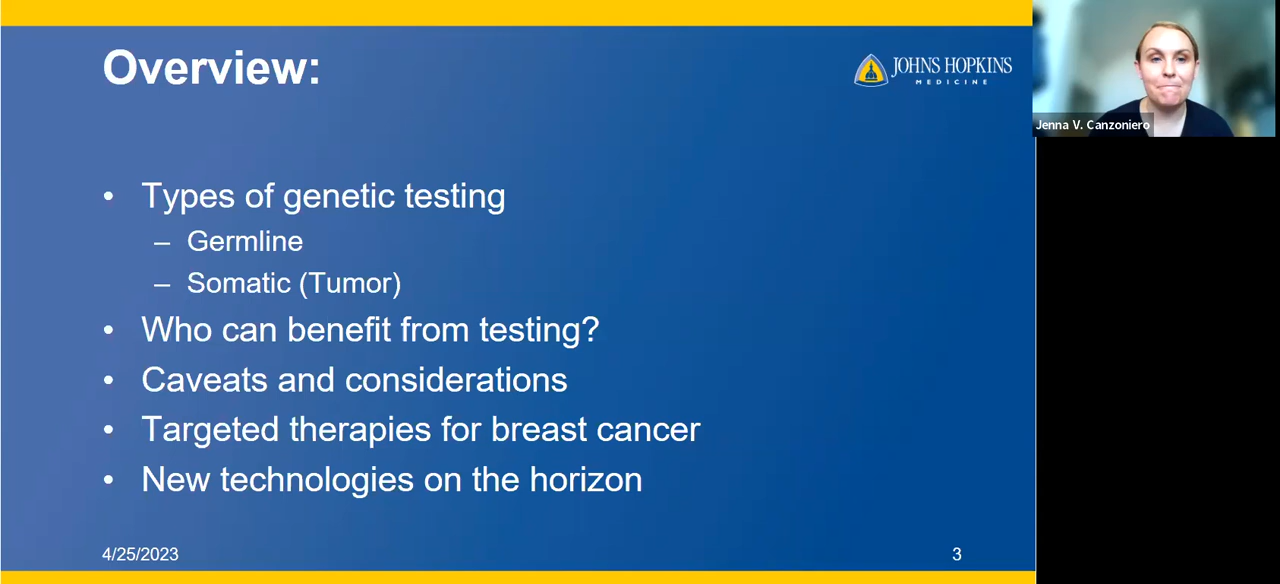 Overview:
JOHNS HOPKINS
MEDICINE
Jenna V. Canzoniero
• Types of genetic testing
– Germline
– Somatic (Tumor)
• Who can benefit from testing?
• Caveats and considerations
• Targeted therapies for breast cancer
• New technologies on the horizon
4/25/2023
3